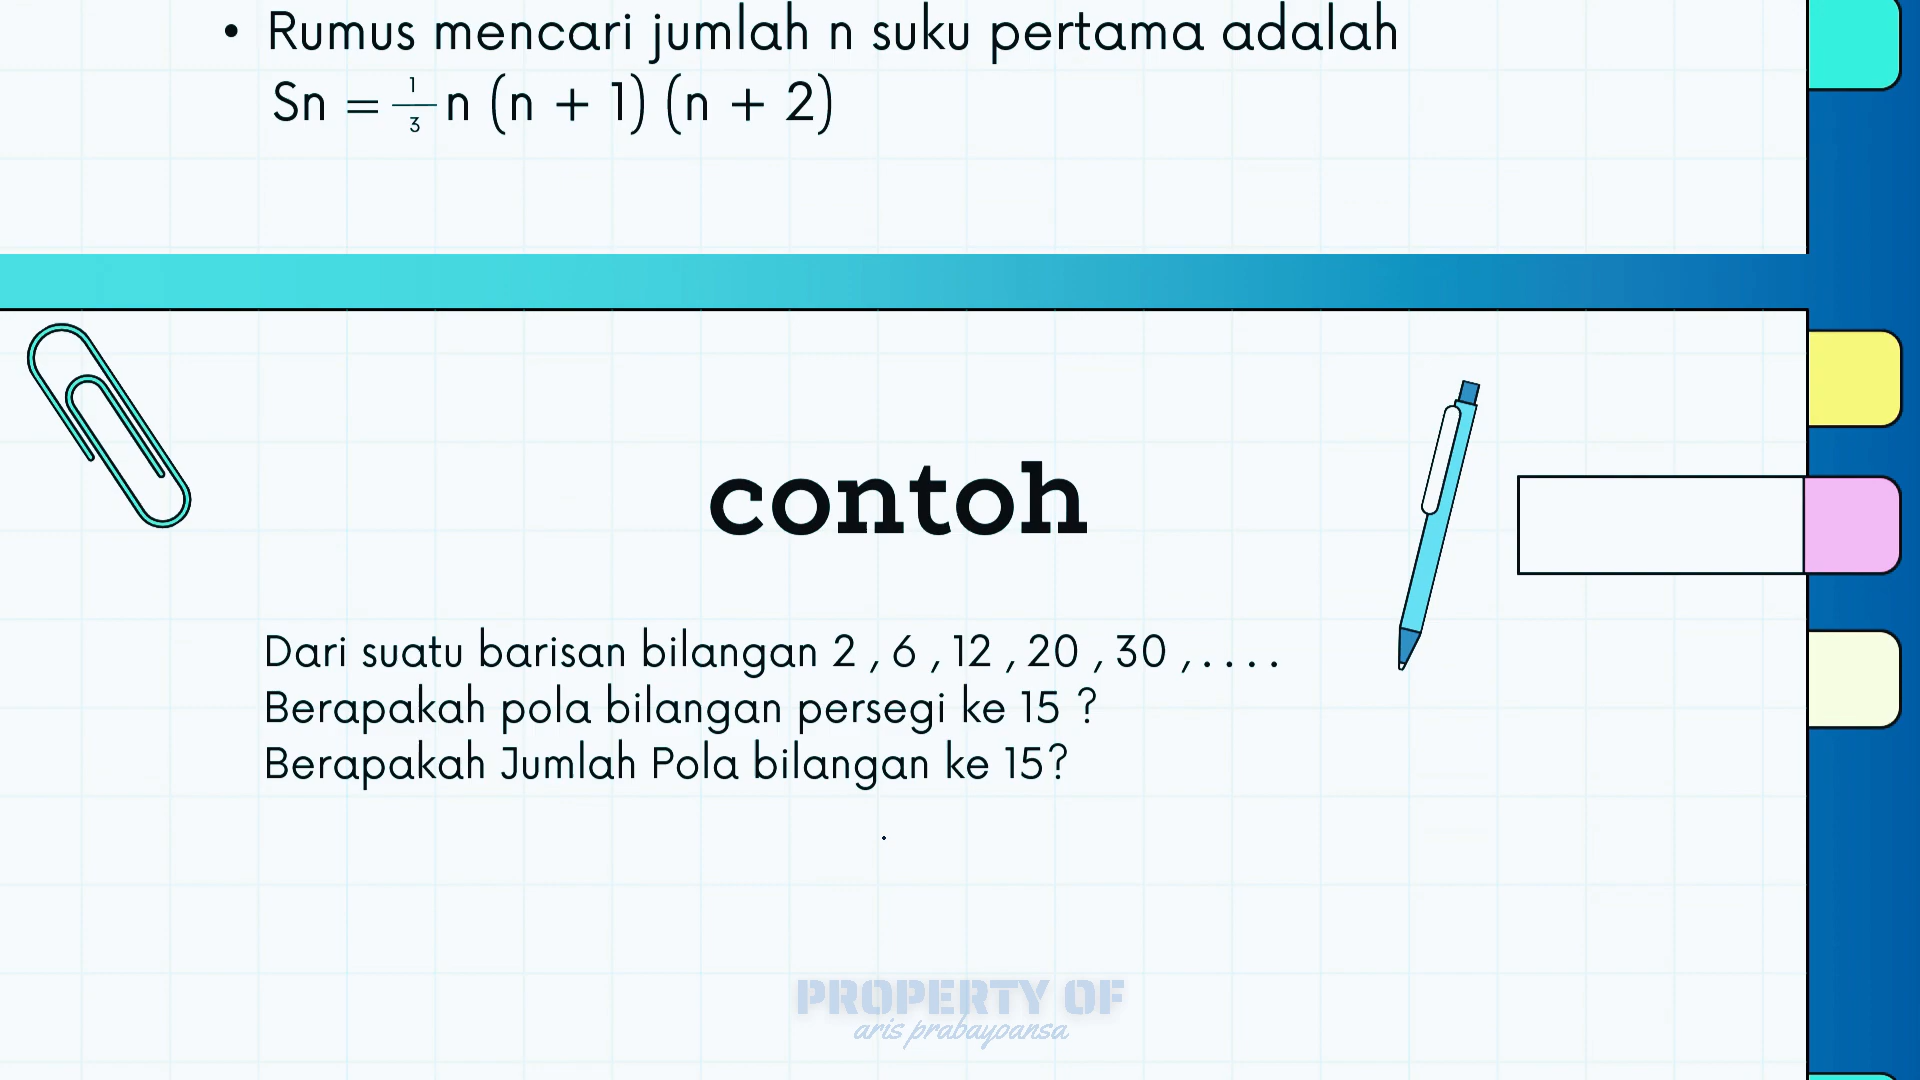 • Rumus mencari jumlah n suku pertama adalah
Sn = 1/3 n (n + 1) (n + 2)
contoh
Dari suatu barisan bilangan 2 , 6 , 12 , 20 , 30 , . . . .
Berapakah pola bilangan persegi ke 15 ?
Berapakah Jumlah Pola bilangan ke 15?
.
PROPERTY OF
aris prabayoansa